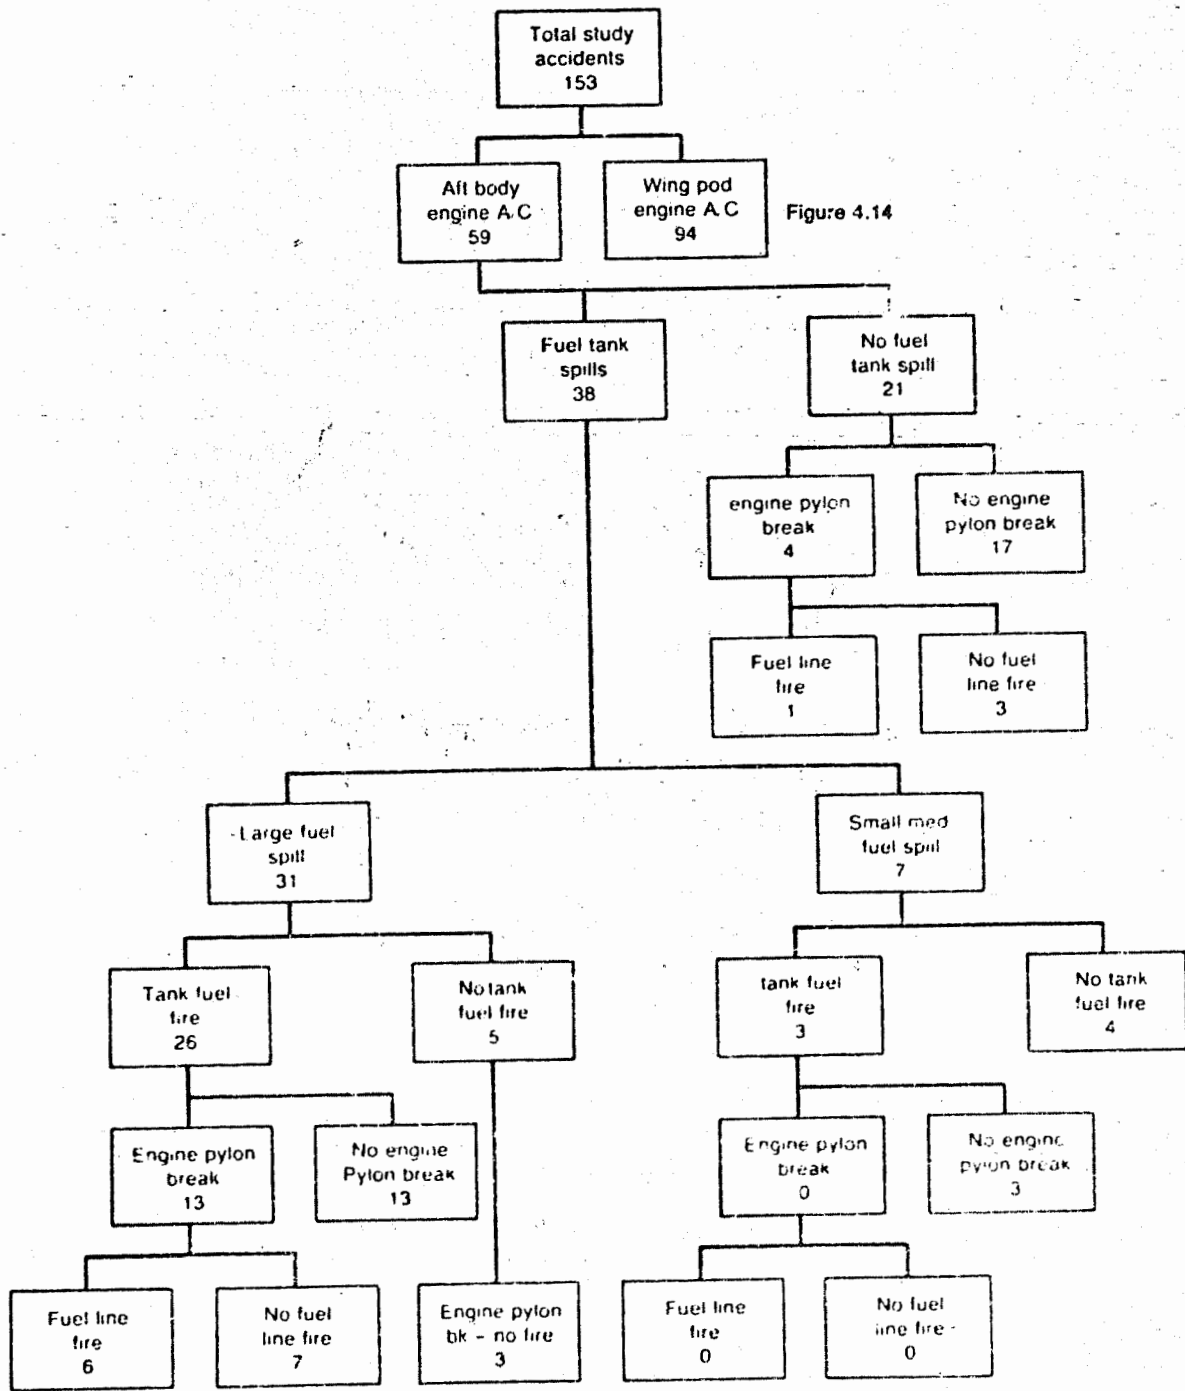 Total study
accidents
153
Aft body
engine A/C
59
Wing pod
engine A/C
94
Figure 4.14
Fuel tank
spills
38
No fuel
tank spill
21
engine pylon
break
4
No engine
pylon break
17
Fuel line
fire
1
No fuel
line fire
3
Large fuel
spill
31
Small med
fuel spill
7
Tank fuel
fire
26
No tank
fuel fire
5
tank fuel
fire
3
No tank
fuel fire
4
Engine pylon
break
13
No engine
Pylon break
13
Engine pylon
break
0
No engine
pylon break
3
Fuel line
fire
6
No fuel
line fire
7
Engine pylon
bk - no fire
3
Fuel line
fire
0
No fuel
line fire -
0